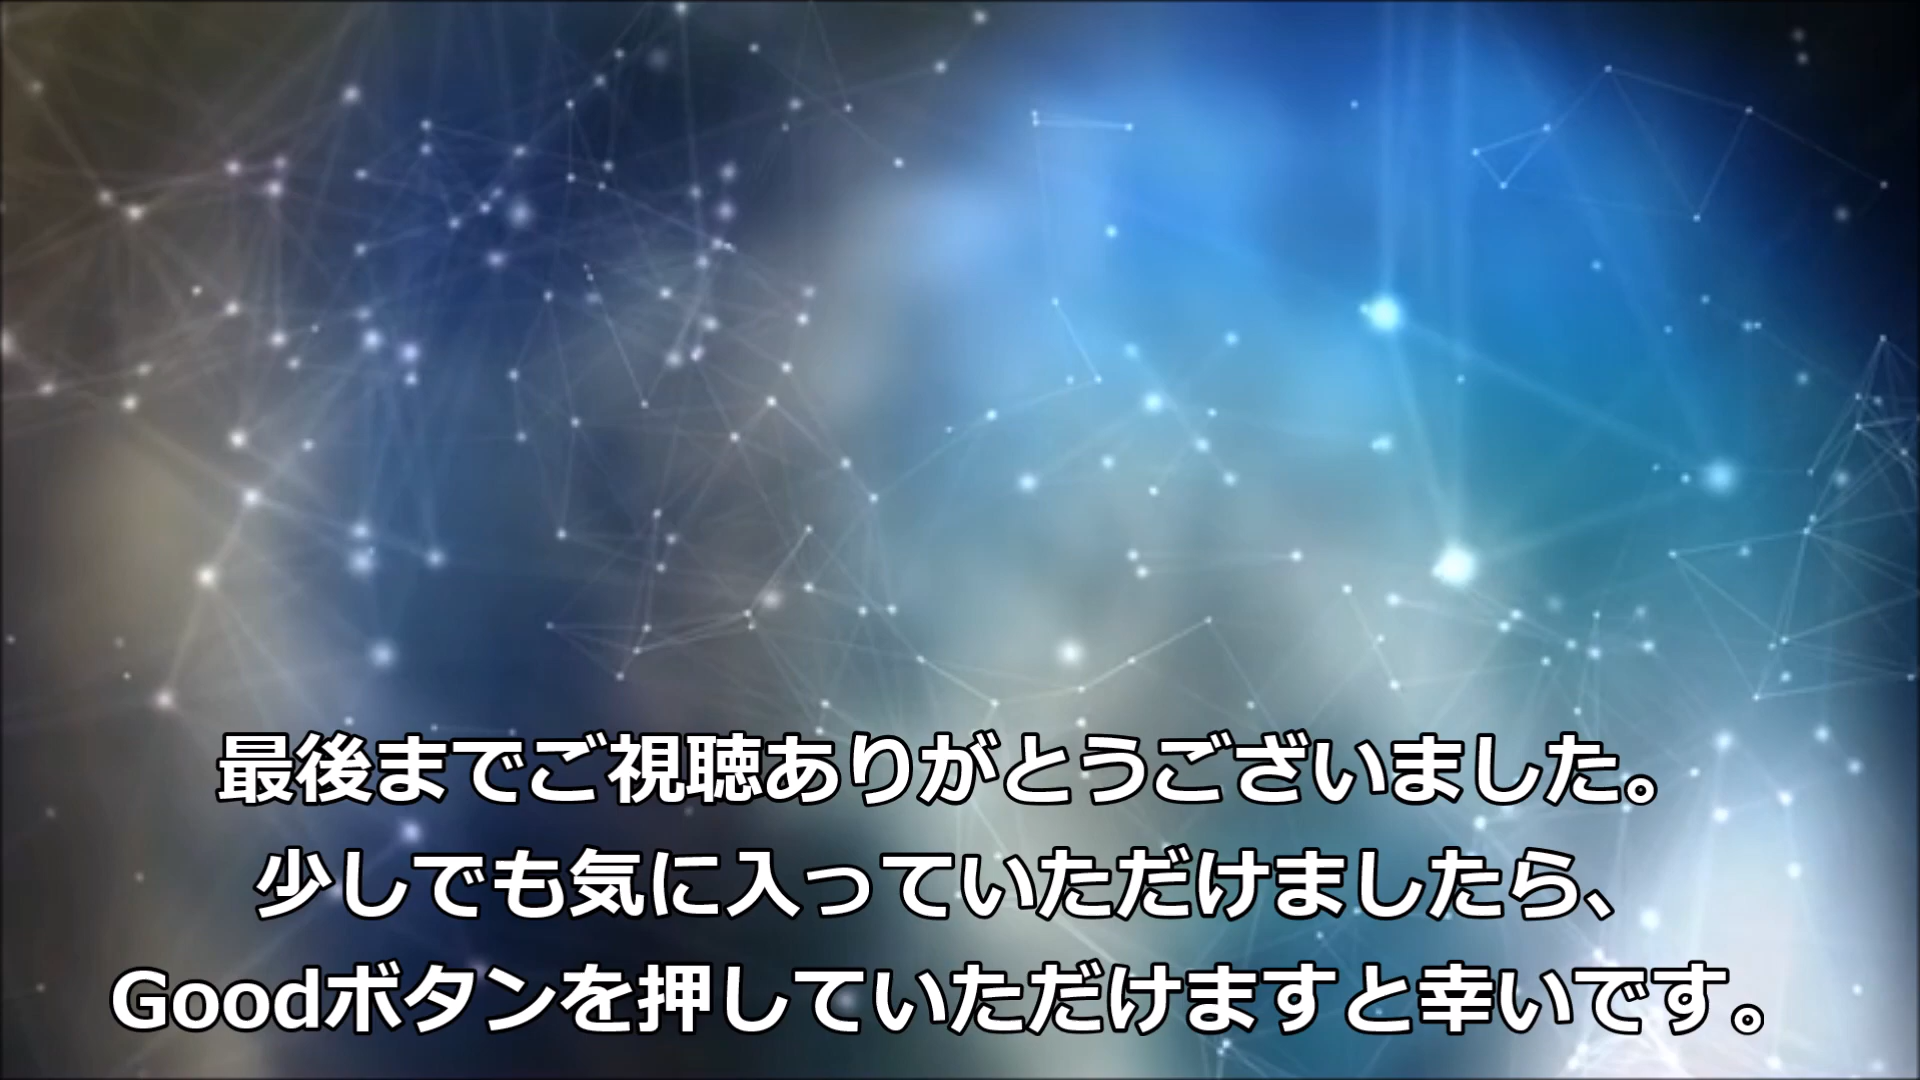 最後までご視聴ありがとうございました。
少しでも気に入っていただけましたら、
Goodボタンを押していただけますと幸いです。